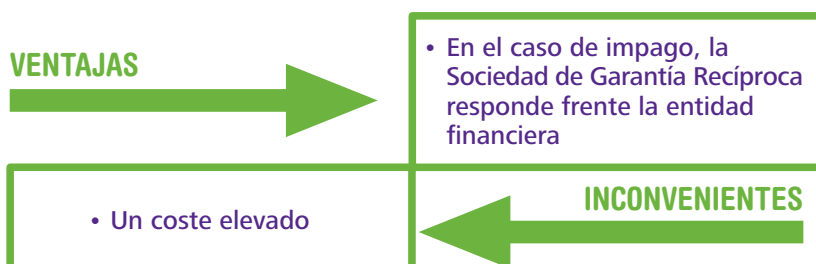 VENTAJAS
• En el caso de impago, la
Sociedad de Garantía Recíproca
responde frente la entidad
financiera
• Un coste elevado
INCONVENIENTES